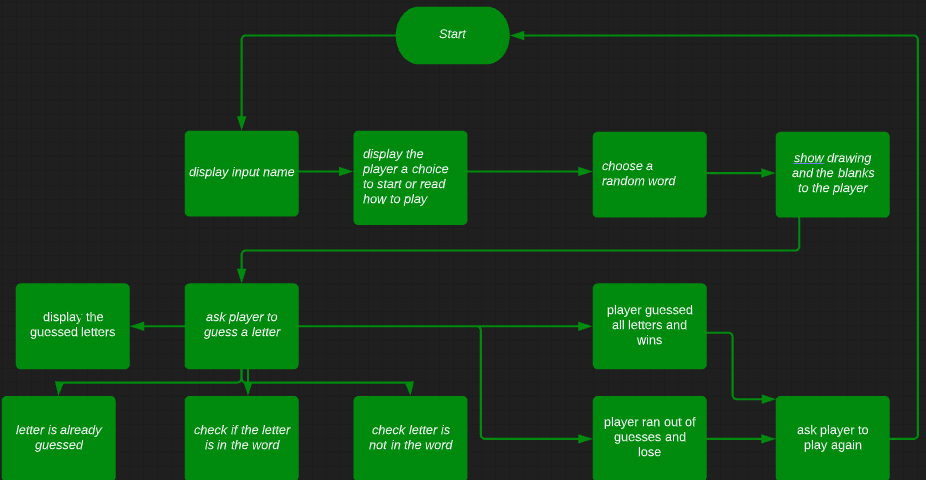 Start
display input name
display the
player a choice
to start or read
how to play
choose a
random word
show drawing
and the blanks
to the player
display the
guessed letters
ask player to
guess a letter
player guessed
all letters and
wins
letter is already
guessed
check if the letter
is in the word
check letter is
not in the word
player ran out of
guesses and
lose
ask player to
play again